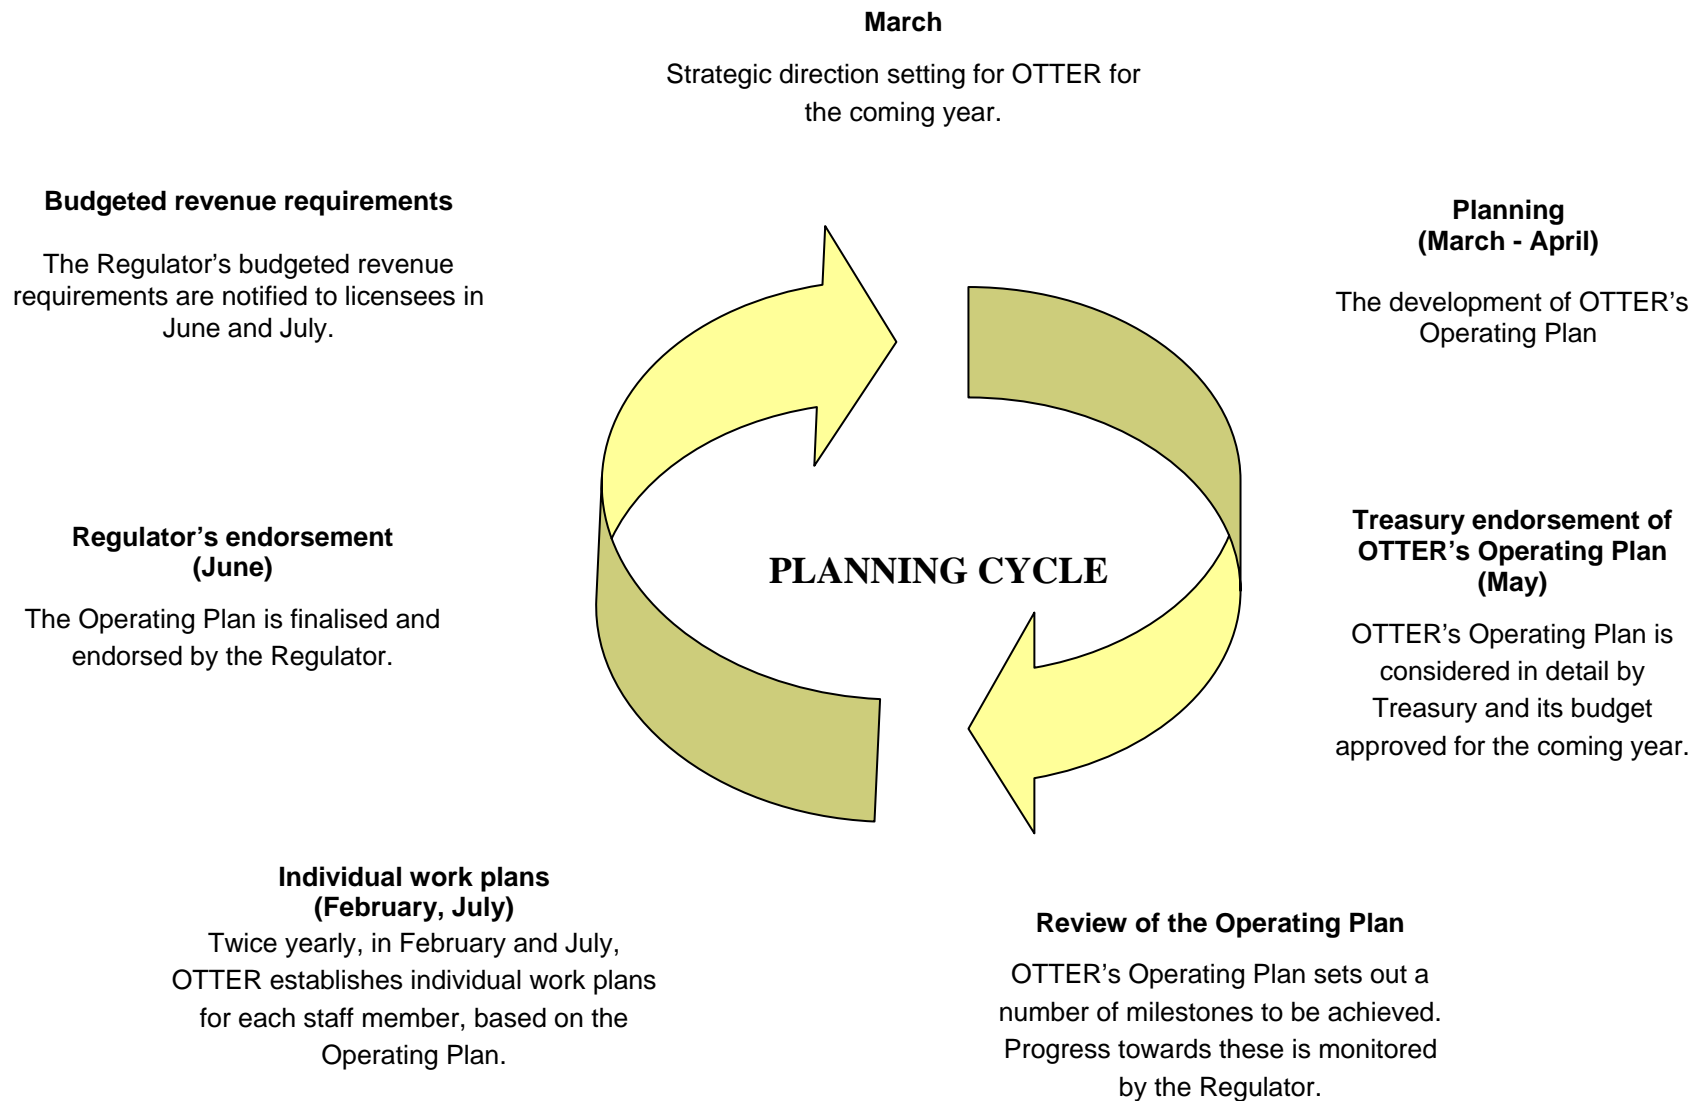 March
Strategic direction setting for OTTER for
the coming year.
Planning
(March - April)
The development of OTTER’s
Operating Plan
Treasury endorsement of
OTTER’s Operating Plan
(May)
OTTER’s Operating Plan is
considered in detail by
Treasury and its budget
approved for the coming year.
Review of the Operating Plan
OTTER’s Operating Plan sets out a
number of milestones to be achieved.
Progress towards these is monitored
by the Regulator.
Individual work plans
(February, July)
Twice yearly, in February and July,
OTTER establishes individual work plans
for each staff member, based on the
Operating Plan.
Regulator’s endorsement
(June)
The Operating Plan is finalised and
endorsed by the Regulator.
Budgeted revenue requirements
The Regulator’s budgeted revenue
requirements are notified to licensees in
June and July.
PLANNING CYCLE